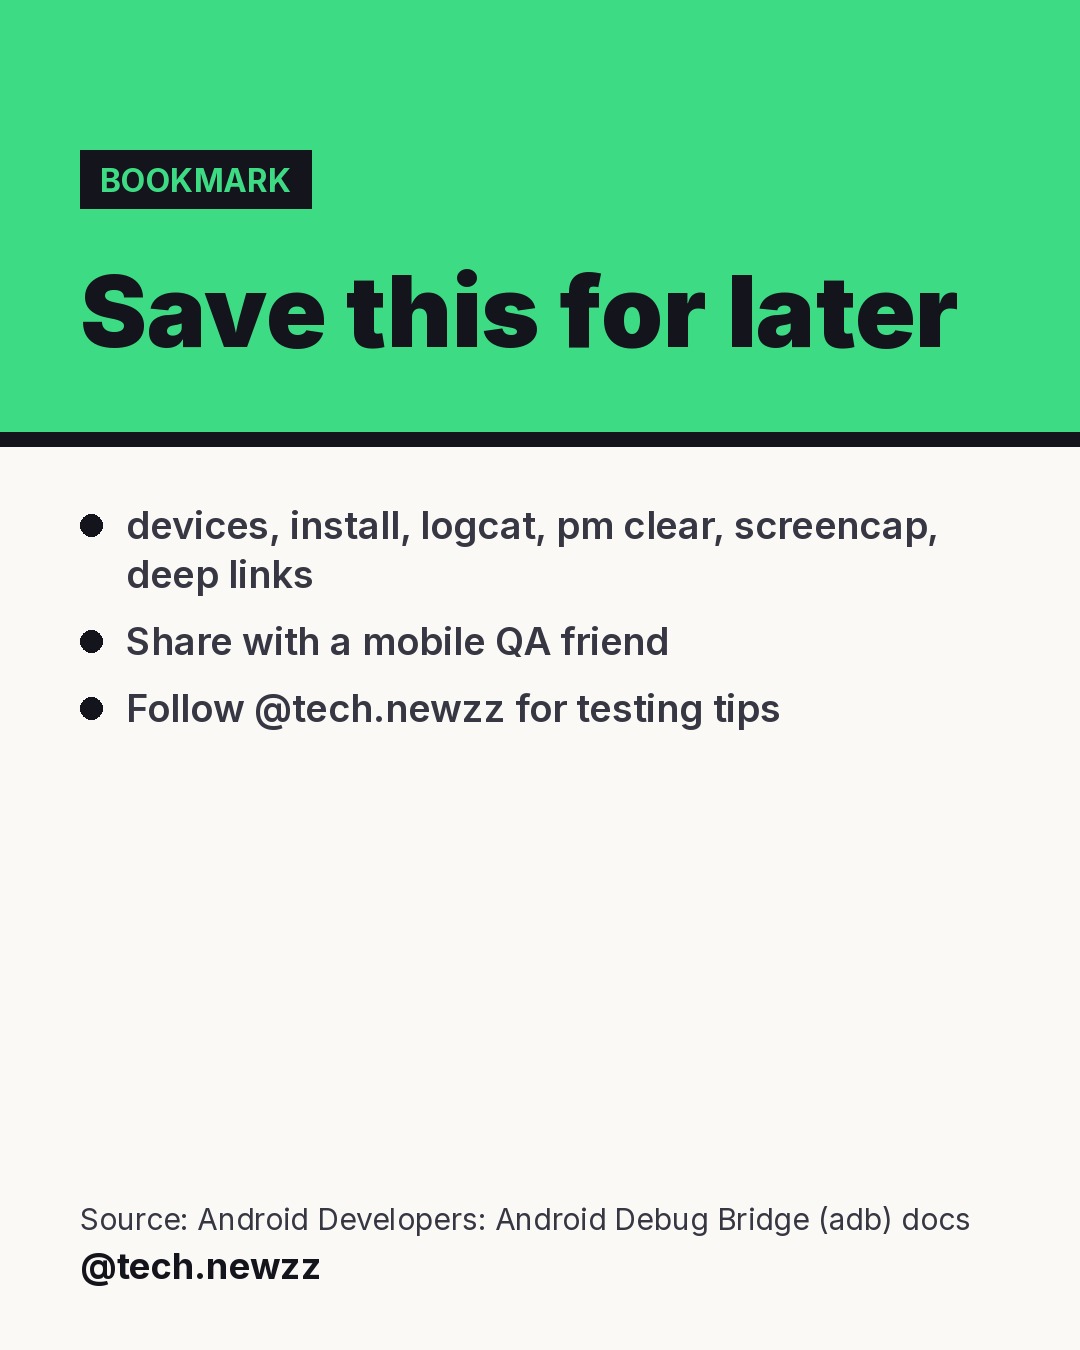 BOOKMARK
Save this for later
devices, install, logcat, pm clear, screencap,
deep links
Share with a mobile QA friend
Follow @tech.newzz for testing tips
Source: Android Developers: Android Debug Bridge (adb) docs
@tech.newzz